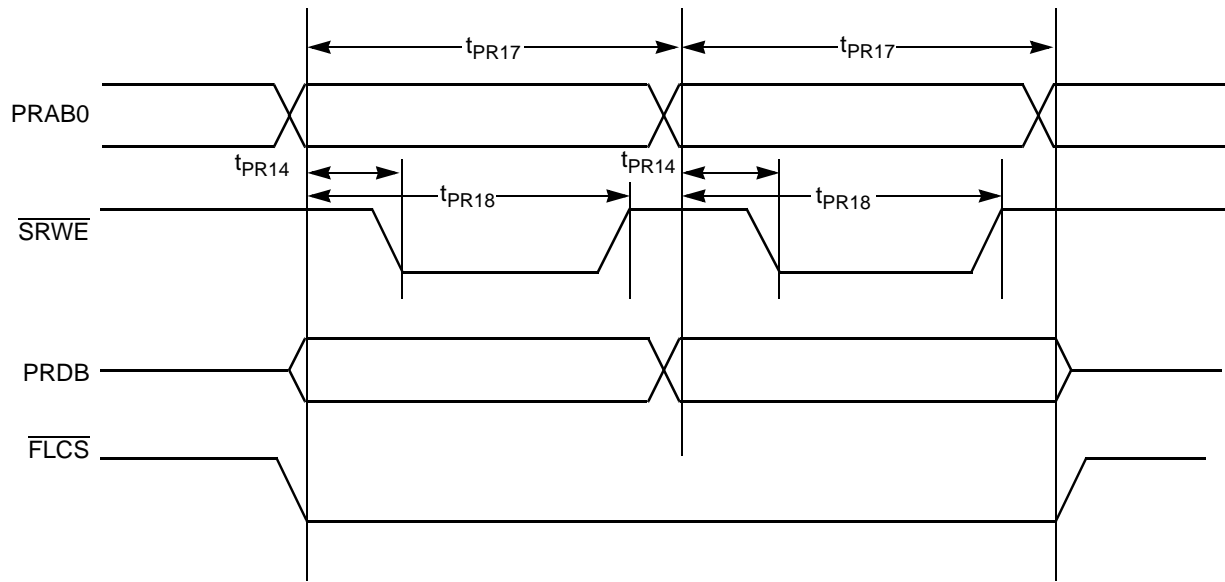 tPR17 tPR17
PRAB0
tPR14 tPR14
tPR18 tPR18
SRWE
PRDB
FLCS